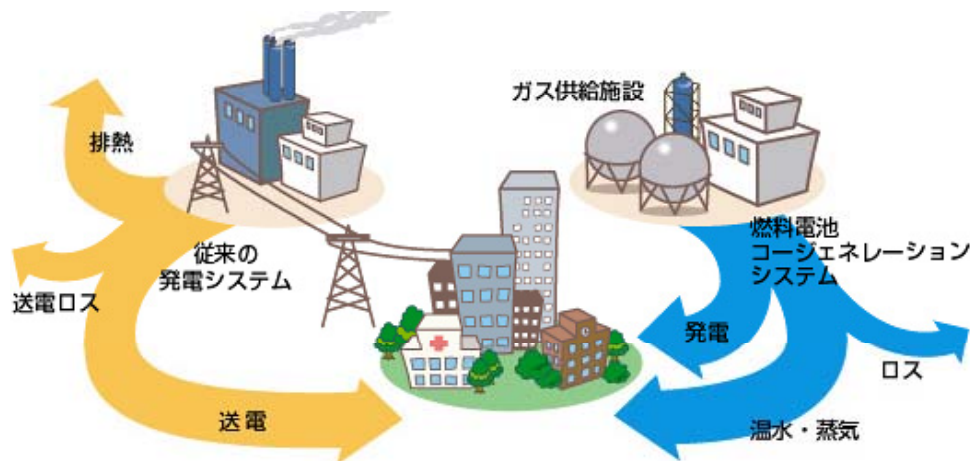 ガス供給施設
排熱
従来の
発電システム
送電ロス
燃料電池
コージェネレーション
システム
発電
ロス
送電
温水・蒸気